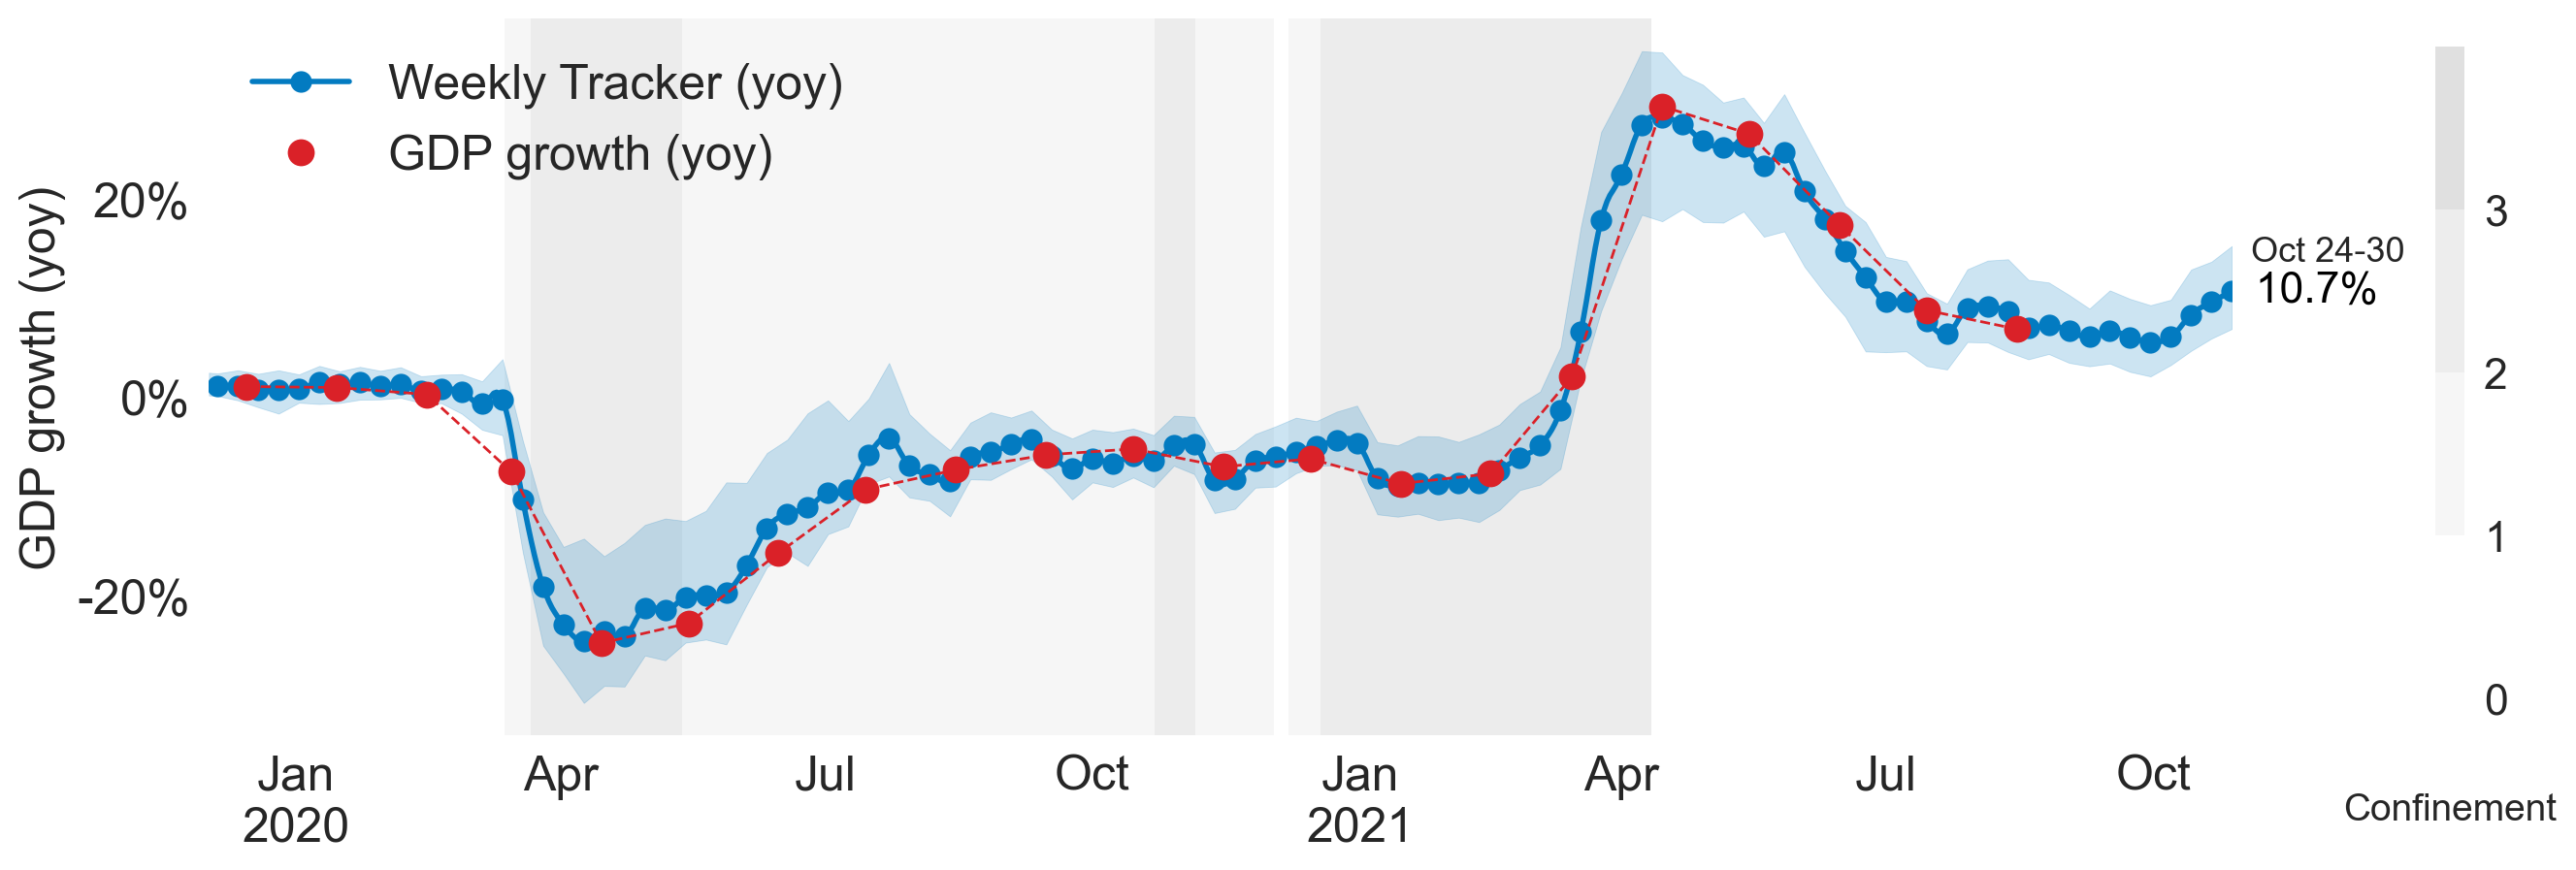 Weekly Tracker (yoy)
GDP growth (yoy)
GDP growth (yoy)
20%
0%
-20%
Oct 24-30
10.7%
3
2
1
0
Jan Apr Jul Oct Jan Apr Jul Oct
2020 2021
Confinement